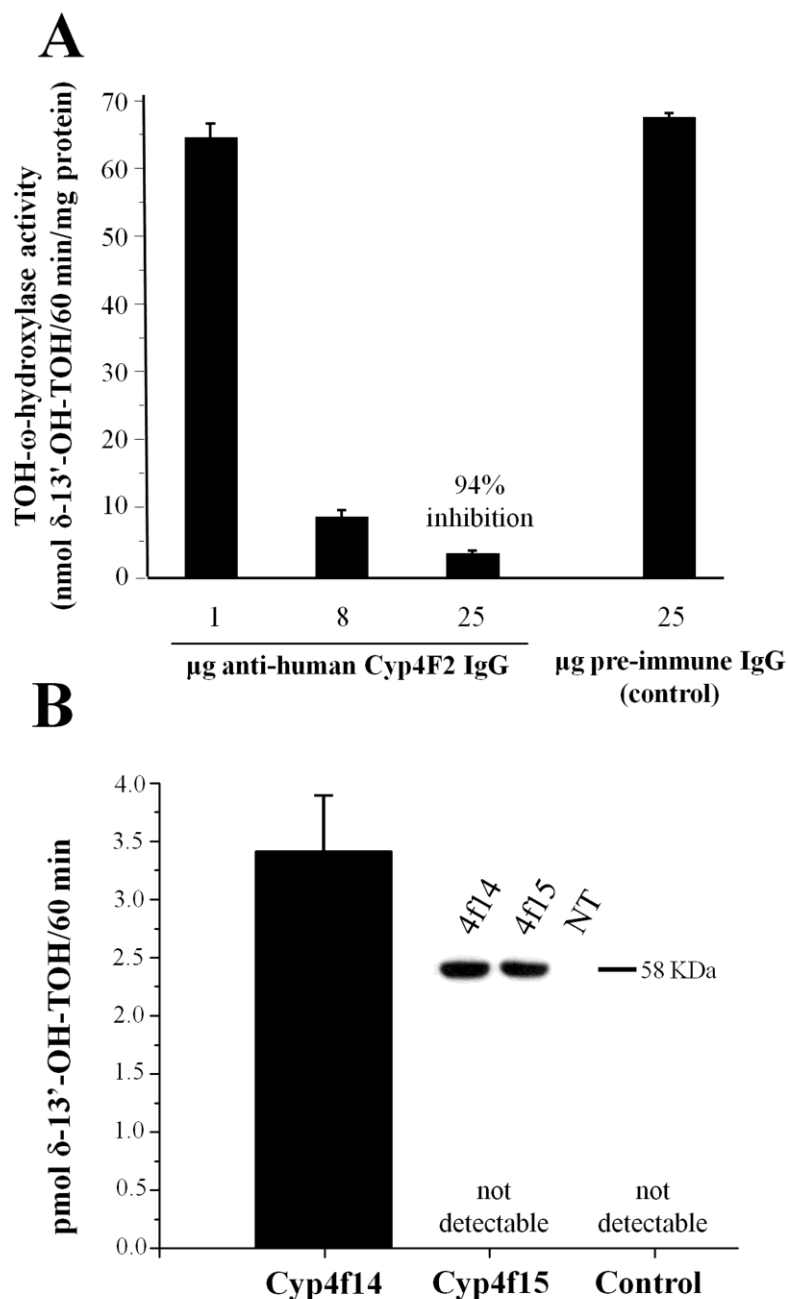 A
TOH-ω-hydroxylase activity
(nmol δ-13'-OH-TOH/60 min/mg protein)
70
60
50
40
30
20
10
0
94%
inhibition
1 8 25 25
µg anti-human Cyp4F2 IgG
µg pre-immune IgG
(control)
B
pmol δ-13’-OH-TOH/60 min
4.0
3.5
3.0
2.5
2.0
1.5
1.0
0.5
0.0
4f14 4f15 NT
58 KDa
not
detectable
not
detectable
Cyp4f14 Cyp4f15 Control